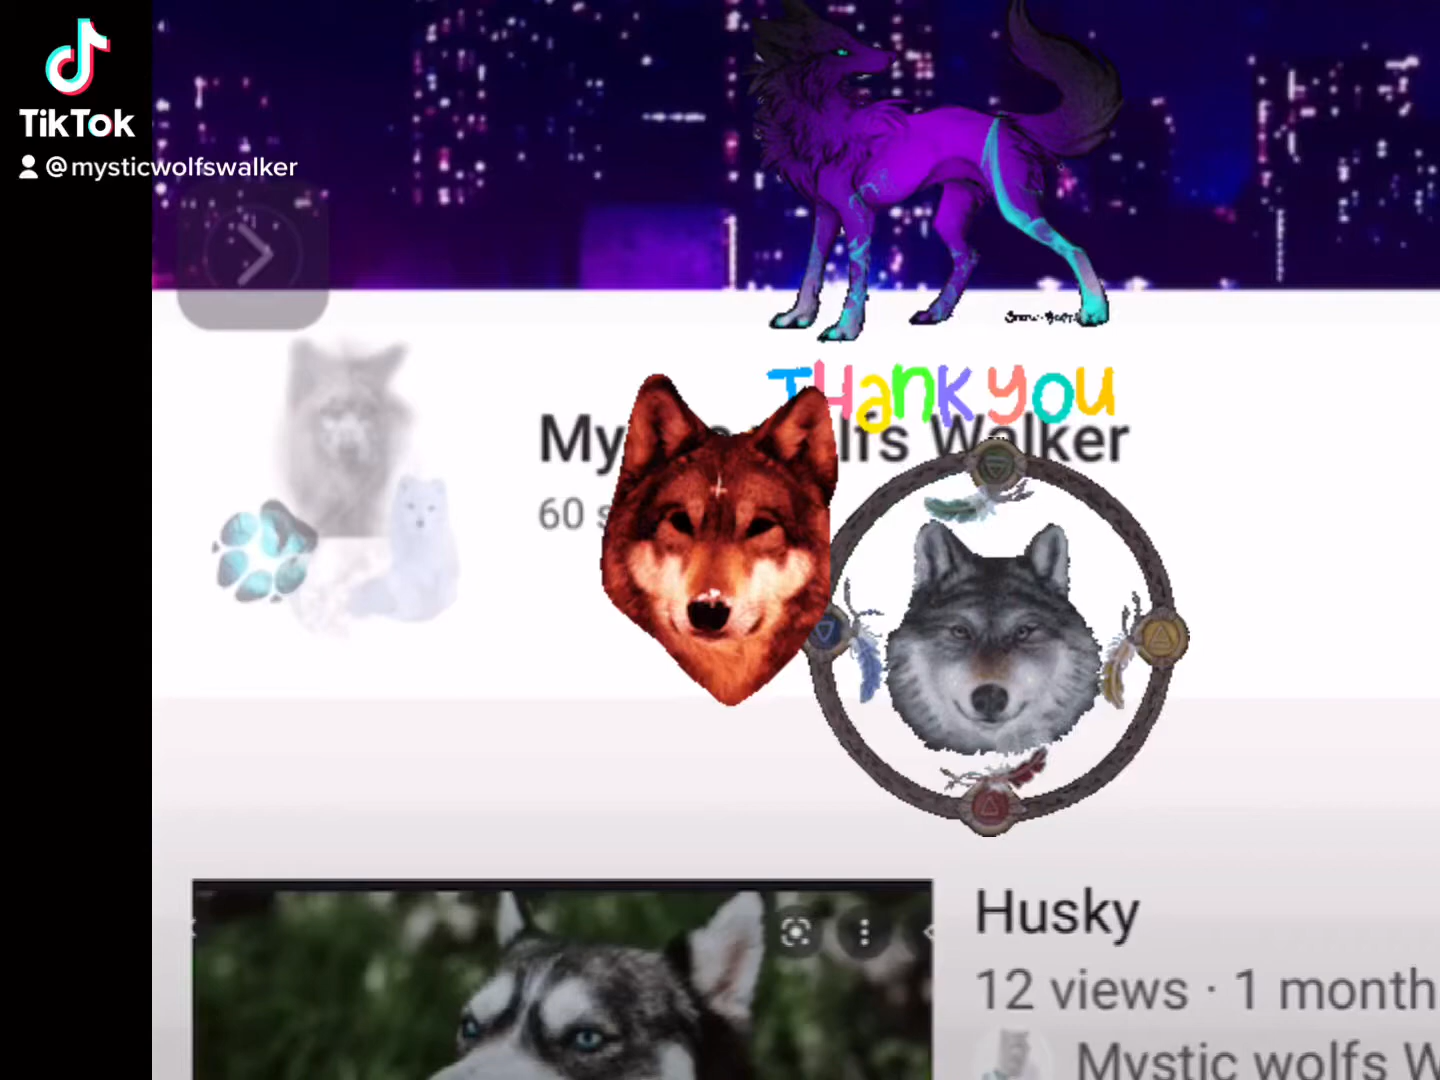 TikTok
@mysticwolfswalker
THank you
My lfs Walker
60 s
Husky
12 views · 1 month
Mystic wolfs W